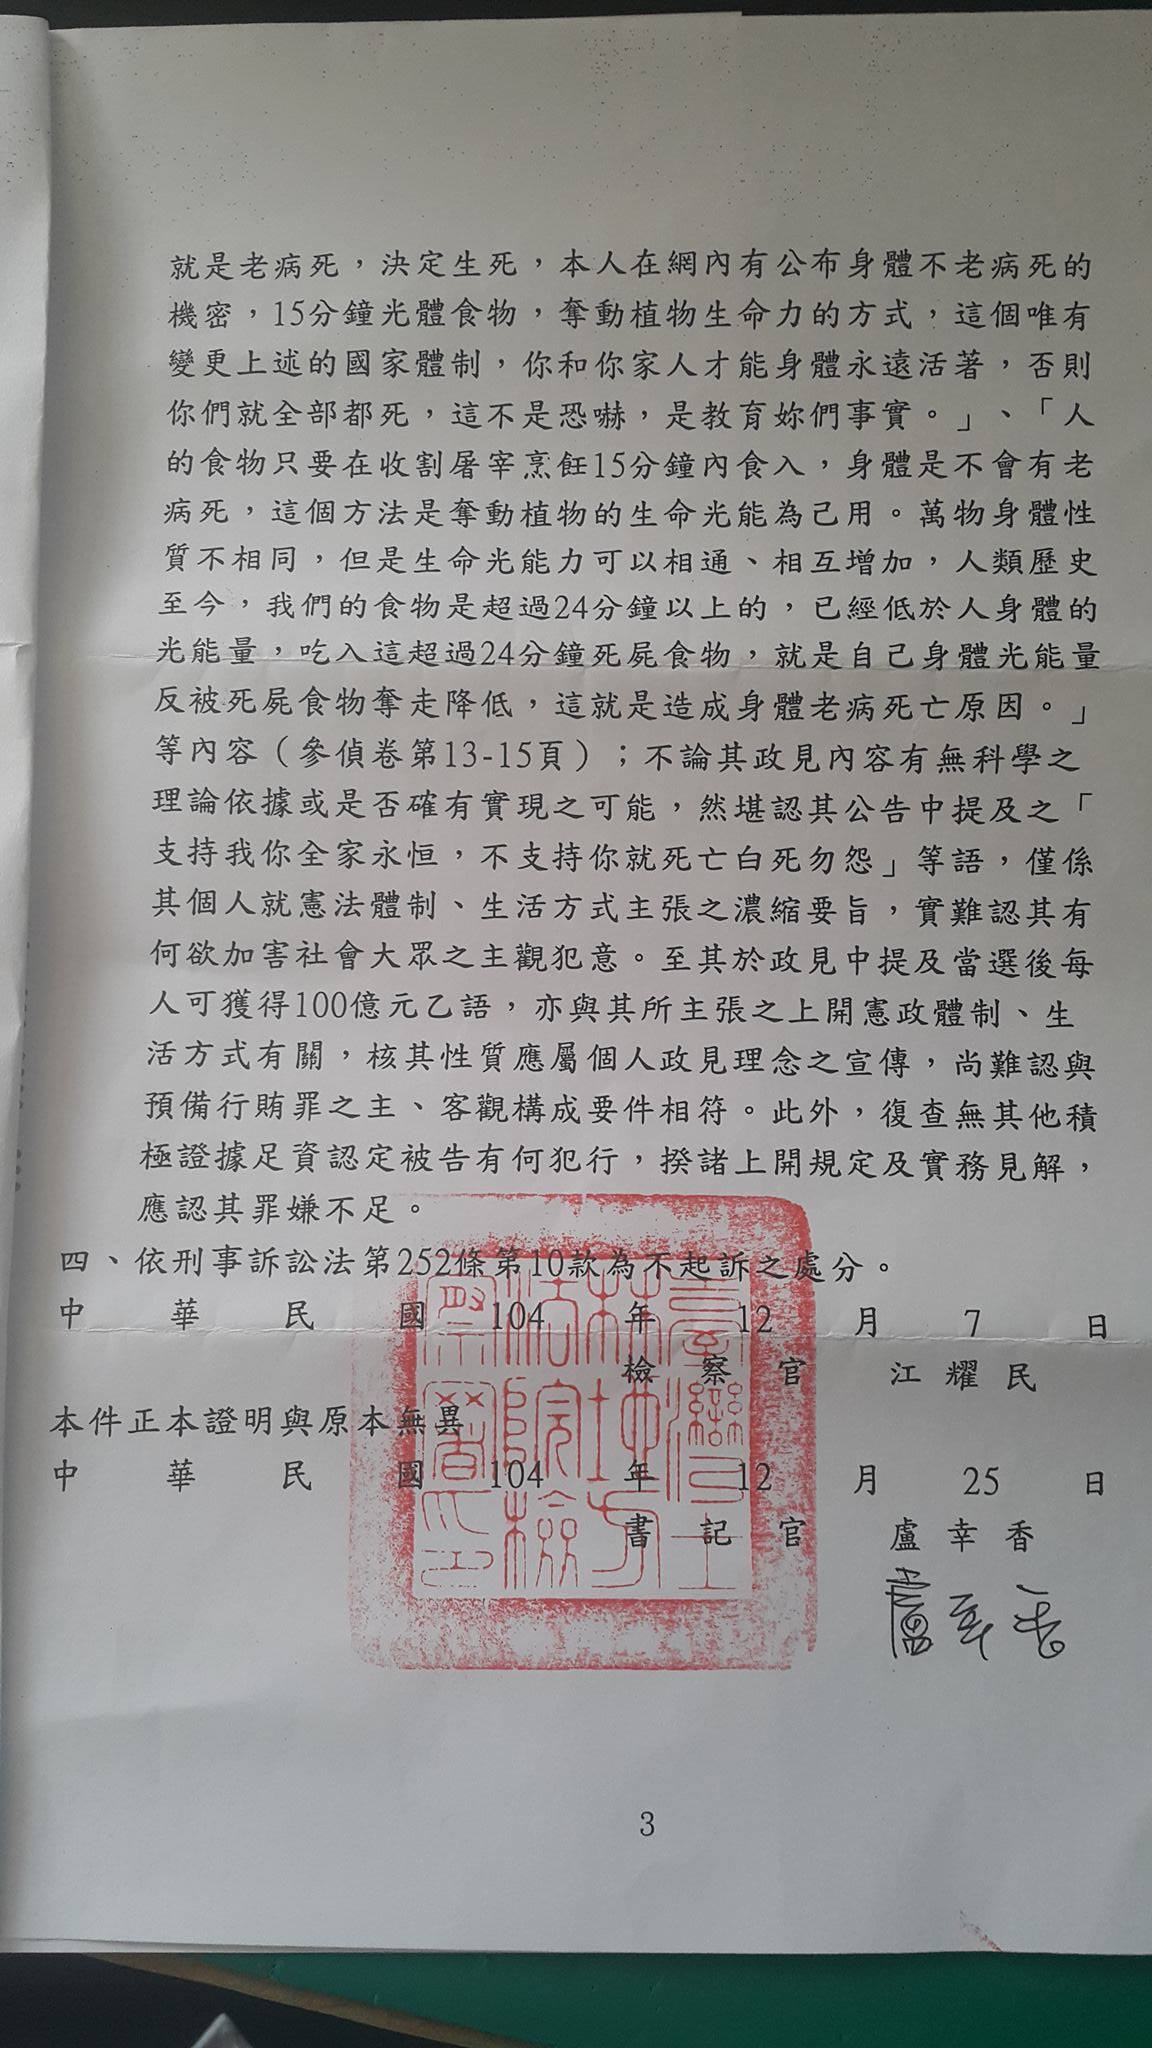 就是老病死，決定生死，本人在網內有公布身體不老病死的
機密，15分鐘光體食物，奪動植物生命力的方式，這個唯有
變更上述的國家體制，你和你家人才能身體永遠活著，否則
你們就全部都死，這不是恐嚇，是教育妳們事實。」、「人
的食物只要在收割屠宰烹飪15分鐘內食入，身體是不會有老
病死，這個方法是奪動植物的生命光能為己用。萬物身體性
質不相同，但是生命光能力可以相通、相互增加，人類歷史
至今，我們的食物是超過24分鐘以上的，已經低於人身體的
光能量，吃入這超過24分鐘死屍食物，就是自己身體光能量
反被死屍食物奪走降低，這就是造成身體老病死亡原因。」
等內容（參偵卷第13-15頁）；不論其政見內容有無科學之
理論依據或是否確有實現之可能，然堪認其公告中提及之「
支持我你全家永恒，不支持你就死亡白死勿怨」等語，僅係
其個人就憲法體制、生活方式主張之濃縮要旨，實難認其有
何欲加害社會大眾之主觀犯意。至其於政見中提及當選後每
人可獲得100億元乙語，亦與其所主張之上開憲政體制、生
活方式有關，核其性質應屬個人政見理念之宣傳，尚難認與
預備行賄罪之主、客觀構成要件相符。此外，復查無其他積
極證據足資認定被告有何犯行，揆諸上開規定及實務見解，
應認其罪嫌不足。
四、依刑事訴訟法第252條第10款為不起訴之處分。
中華民國104年12月7日
檢察官 江耀民
本件正本證明與原本無異
中華民國104年12月25日
書記官 盧幸香
盧幸香
臺灣士林地方法院檢察署印
3